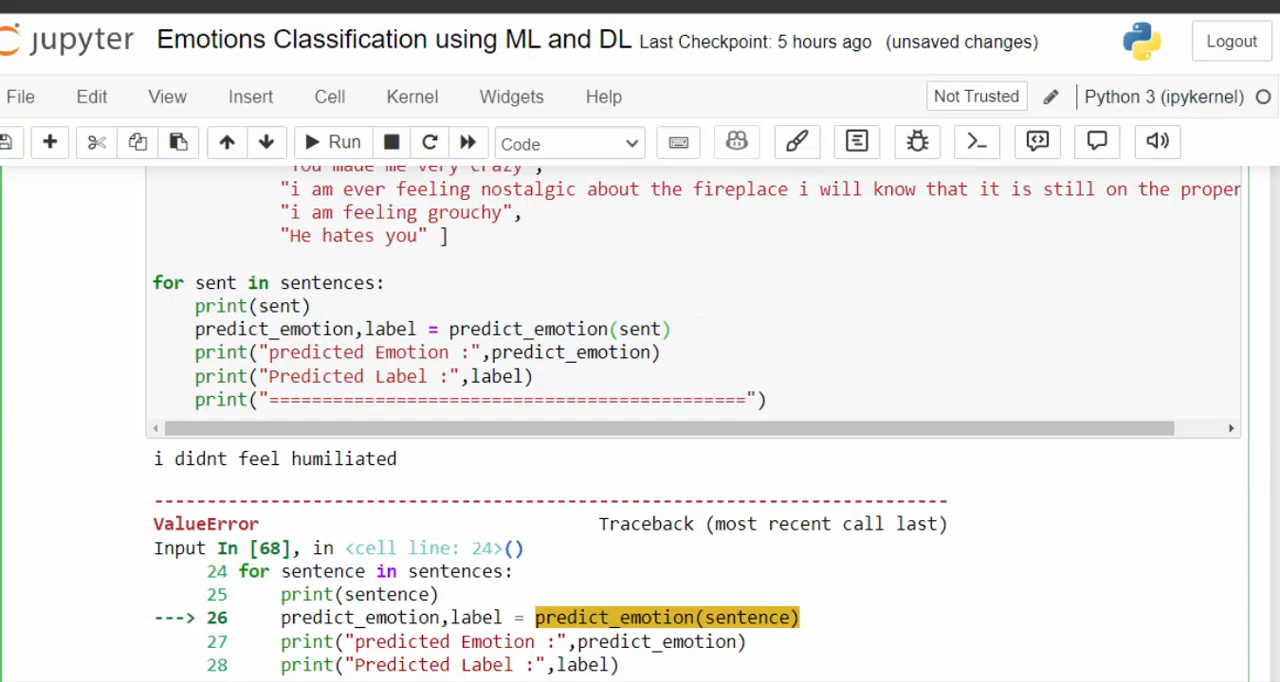 jupyter Emotions Classification using ML and DL Last Checkpoint: 5 hours ago (unsaved changes) Logout
File Edit View Insert Cell Kernel Widgets Help Not Trusted Python 3 (ipykernel)
Run Code
"You made me very crazy",
"i am ever feeling nostalgic about the fireplace i will know that it is still on the proper
"i am feeling grouchy",
"He hates you" ]
for sent in sentences:
print(sent)
predict_emotion,label = predict_emotion(sent)
print("predicted Emotion :",predict_emotion)
print("Predicted Label :",label)
print("=============================================")
i didnt feel humiliated
---------------------------------------------------------------------------
ValueError Traceback (most recent call last)
Input In [68], in <cell line: 24>()
24 for sentence in sentences:
25 print(sentence)
---> 26 predict_emotion,label = predict_emotion(sentence)
27 print("predicted Emotion :",predict_emotion)
28 print("Predicted Label :",label)